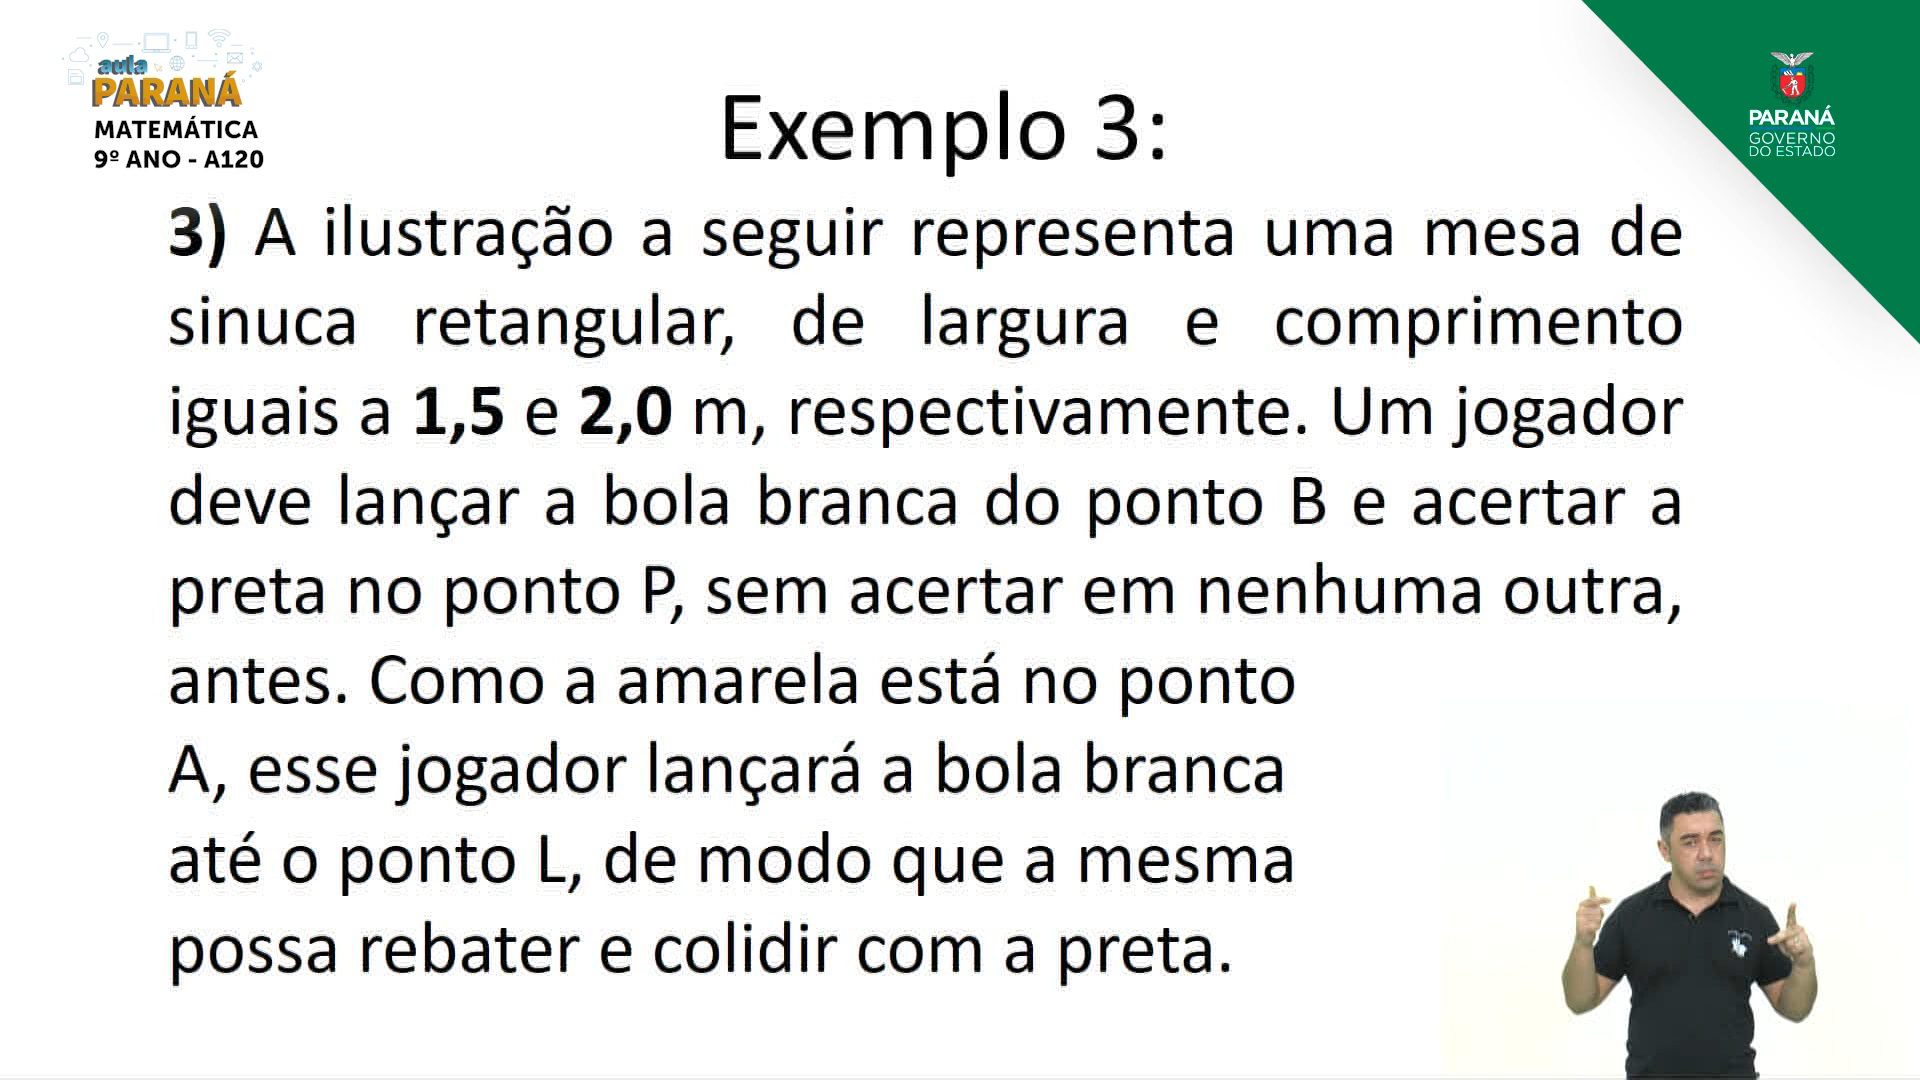 aula
PARANÁ
MATEMÁTICA
9º ANO - A120
PARANÁ
GOVERNO
DO ESTADO
Exemplo 3:
3) A ilustração a seguir representa uma mesa de
sinuca retangular, de largura e comprimento
iguais a 1,5 e 2,0 m, respectivamente. Um jogador
deve lançar a bola branca do ponto B e acertar a
preta no ponto P, sem acertar em nenhuma outra,
antes. Como a amarela está no ponto
A, esse jogador lançará a bola branca
até o ponto L, de modo que a mesma
possa rebater e colidir com a preta.